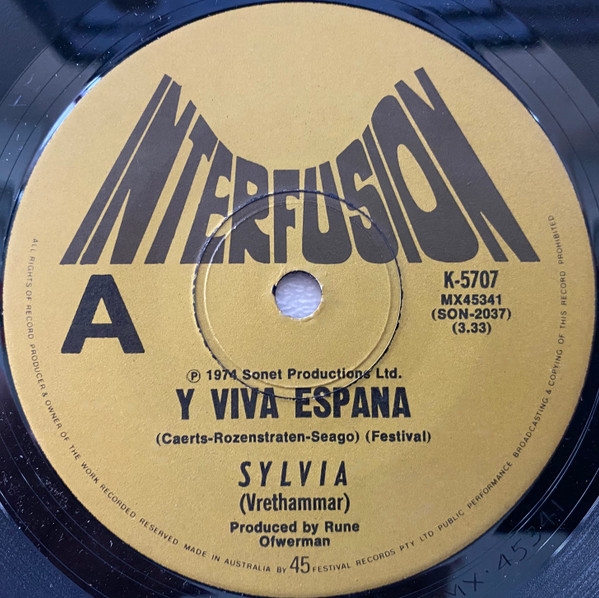 INTERFUSION
A
K-5707
MX45341
(SON-2037)
(3.33)
Ⓟ 1974 Sonet Productions Ltd.
Y VIVA ESPANA
(Caerts-Rozenstraten-Seago) (Festival)
SYLVIA
(Vrethammar)
Produced by Rune
Ofwerman
ALL RIGHTS OF RECORD PRODUCER & OWNER OF THE WORK RECORDED RESERVED MADE IN AUSTRALIA BY 45 FESTIVAL RECORDS PTY LTD PUBLIC PERFORMANCE BROADCASTING & COPYING OF THIS RECORD PROHIBITED